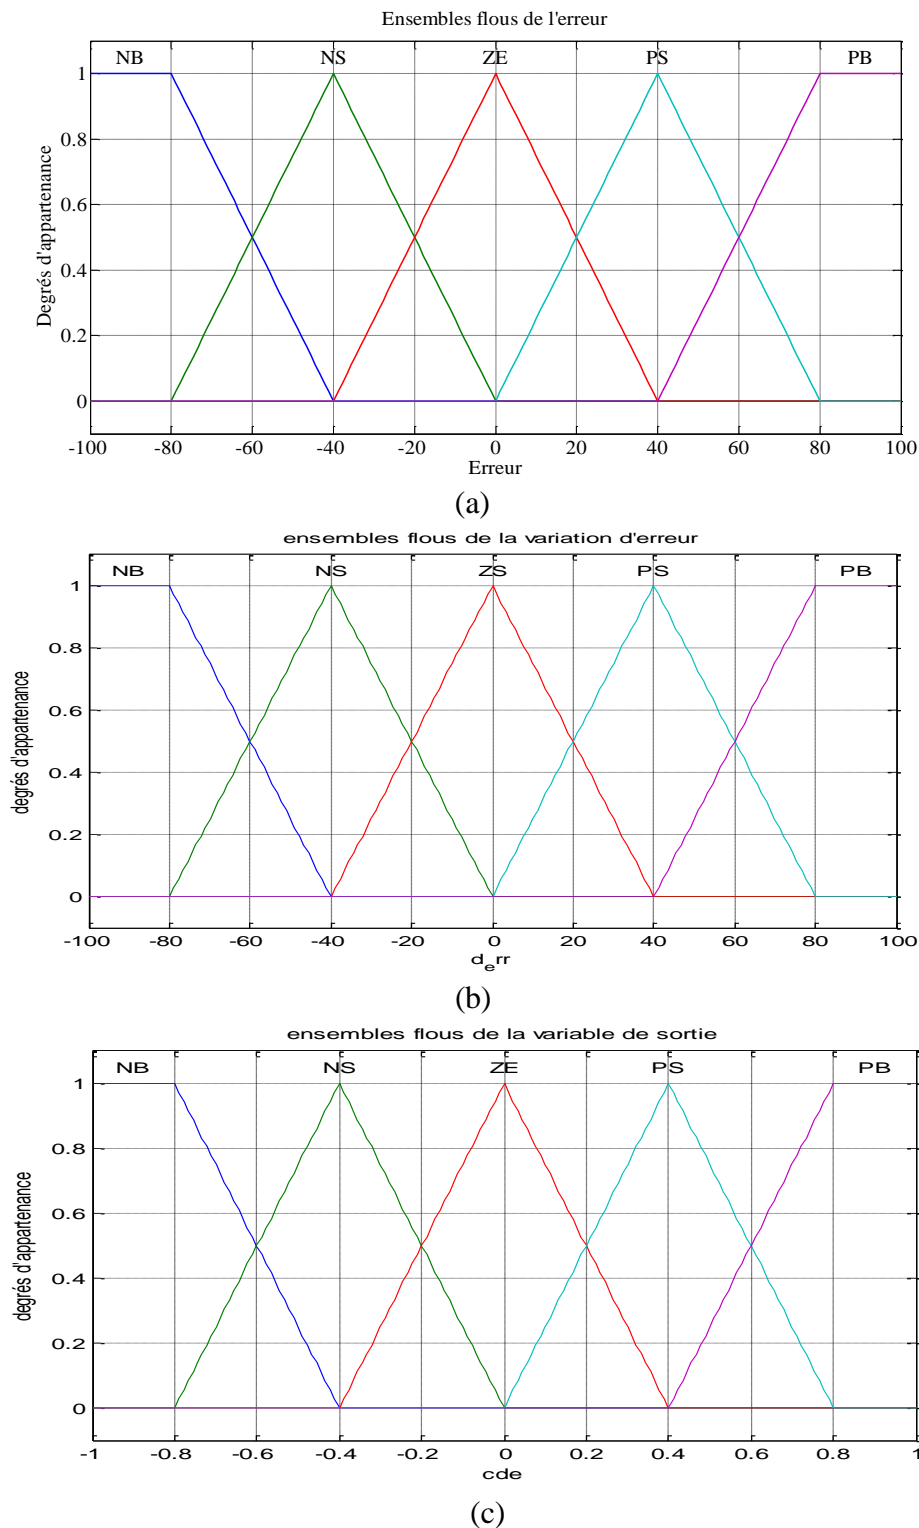 Ensembles flous de l'erreur
NB NS ZE PS PB
1
0.8
0.6
0.4
0.2
0
Degrés d'appartenance
-100 -80 -60 -40 -20 0 20 40 60 80 100
Erreur
(a)
ensembles flous de la variation d'erreur
NB NS ZS PS PB
1
0.8
0.6
0.4
0.2
0
degrés d'appartenance
-100 -80 -60 -40 -20 0 20 40 60 80 100
d_err
(b)
ensembles flous de la variable de sortie
NB NS ZE PS PB
1
0.8
0.6
0.4
0.2
0
degrés d'appartenance
-1 -0.8 -0.6 -0.4 -0.2 0 0.2 0.4 0.6 0.8 1
cde
(c)